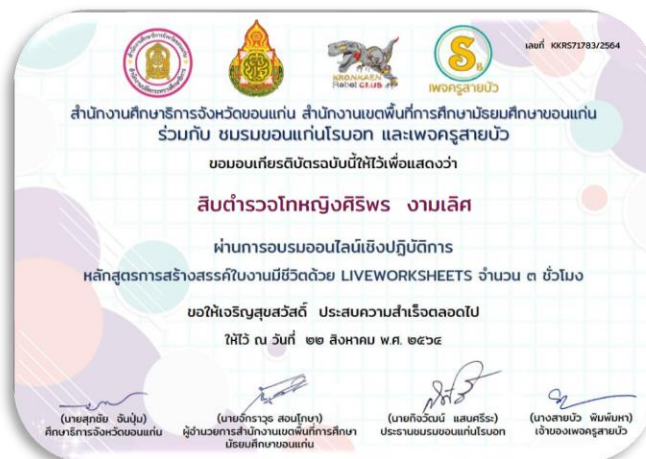 เลขที่ KKRS71783/2564
KHONKAEN
Robot CLUB
S
B
เพจครูสายบัว
สำนักงานศึกษาธิการจังหวัดขอนแก่น สำนักงานเขตพื้นที่การศึกษามัธยมศึกษาขอนแก่น
ร่วมกับ ชมรมขอนแก่นโรบอท และเพจครูสายบัว
ขอมอบเกียรติบัตรฉบับนี้ให้ไว้เพื่อแสดงว่า
สิบตำรวจโทหญิงศิริพร งามเลิศ
ผ่านการอบรมออนไลน์เชิงปฏิบัติการ
หลักสูตรการสร้างสรรค์ใบงานมีชีวิตด้วย LIVEWORKSHEETS จำนวน ๓ ชั่วโมง
ขอให้เจริญสุขสวัสดิ์ ประสบความสำเร็จตลอดไป
ให้ไว้ ณ วันที่ ๒๒ สิงหาคม พ.ศ. ๒๕๖๔
(นายสุภชัย จันปุ่ม) (นายจักราวุธ สอนโกษา) (นายกิจวัฒน์ แสนศรีระ) (นางสายบัว พิมพ์มหา)
ศึกษาธิการจังหวัดขอนแก่น ผู้อำนวยการสำนักงานเขตพื้นที่การศึกษา ประธานชมรมขอนแก่นโรบอท เจ้าของเพจครูสายบัว
มัธยมศึกษาขอนแก่น